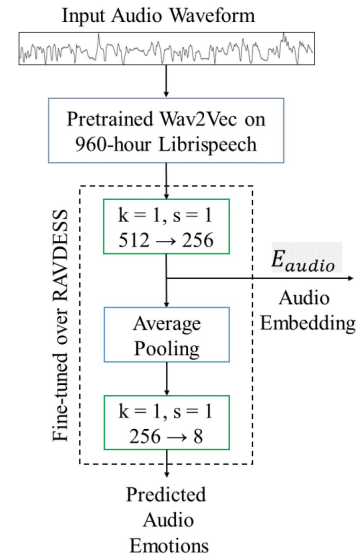 Input Audio Waveform
Pretrained Wav2Vec on
960-hour Librispeech
Fine-tuned over RAVDESS
k = 1, s = 1
512 → 256
E_audio
Audio
Embedding
Average
Pooling
k = 1, s = 1
256 → 8
Predicted
Audio
Emotions